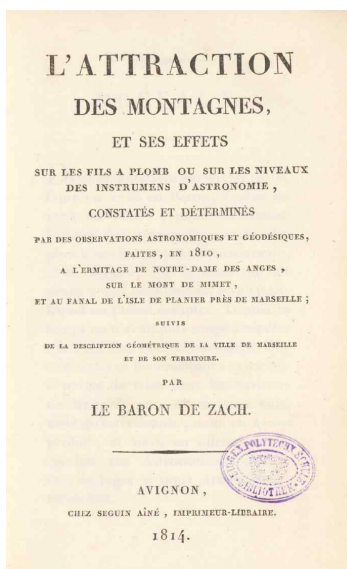 L'ATTRACTION
DES MONTAGNES,
ET SES EFFETS
SUR LES FILS A PLOMB OU SUR LES NIVEAUX
DES INSTRUMENS D'ASTRONOMIE,
CONSTATÉS ET DÉTERMINÉS
PAR DES OBSERVATIONS ASTRONOMIQUES ET GÉODÉSIQUES,
FAITES, EN 1810,
A L'ERMITAGE DE NOTRE-DAME DES ANGES,
SUR LE MONT DE MIMET,
ET AU FANAL DE L'ISLE DE PLANIER PRÈS DE MARSEILLE;
SUIVIS
DE LA DESCRIPTION GÉOMÉTRIQUE DE LA VILLE DE MARSEILLE
ET DE SON TERRITOIRE.
PAR
LE BARON DE ZACH.
AVIGNON,
CHEZ SEGUIN AÎNÉ, IMPRIMEUR-LIBRAIRE.
1814.